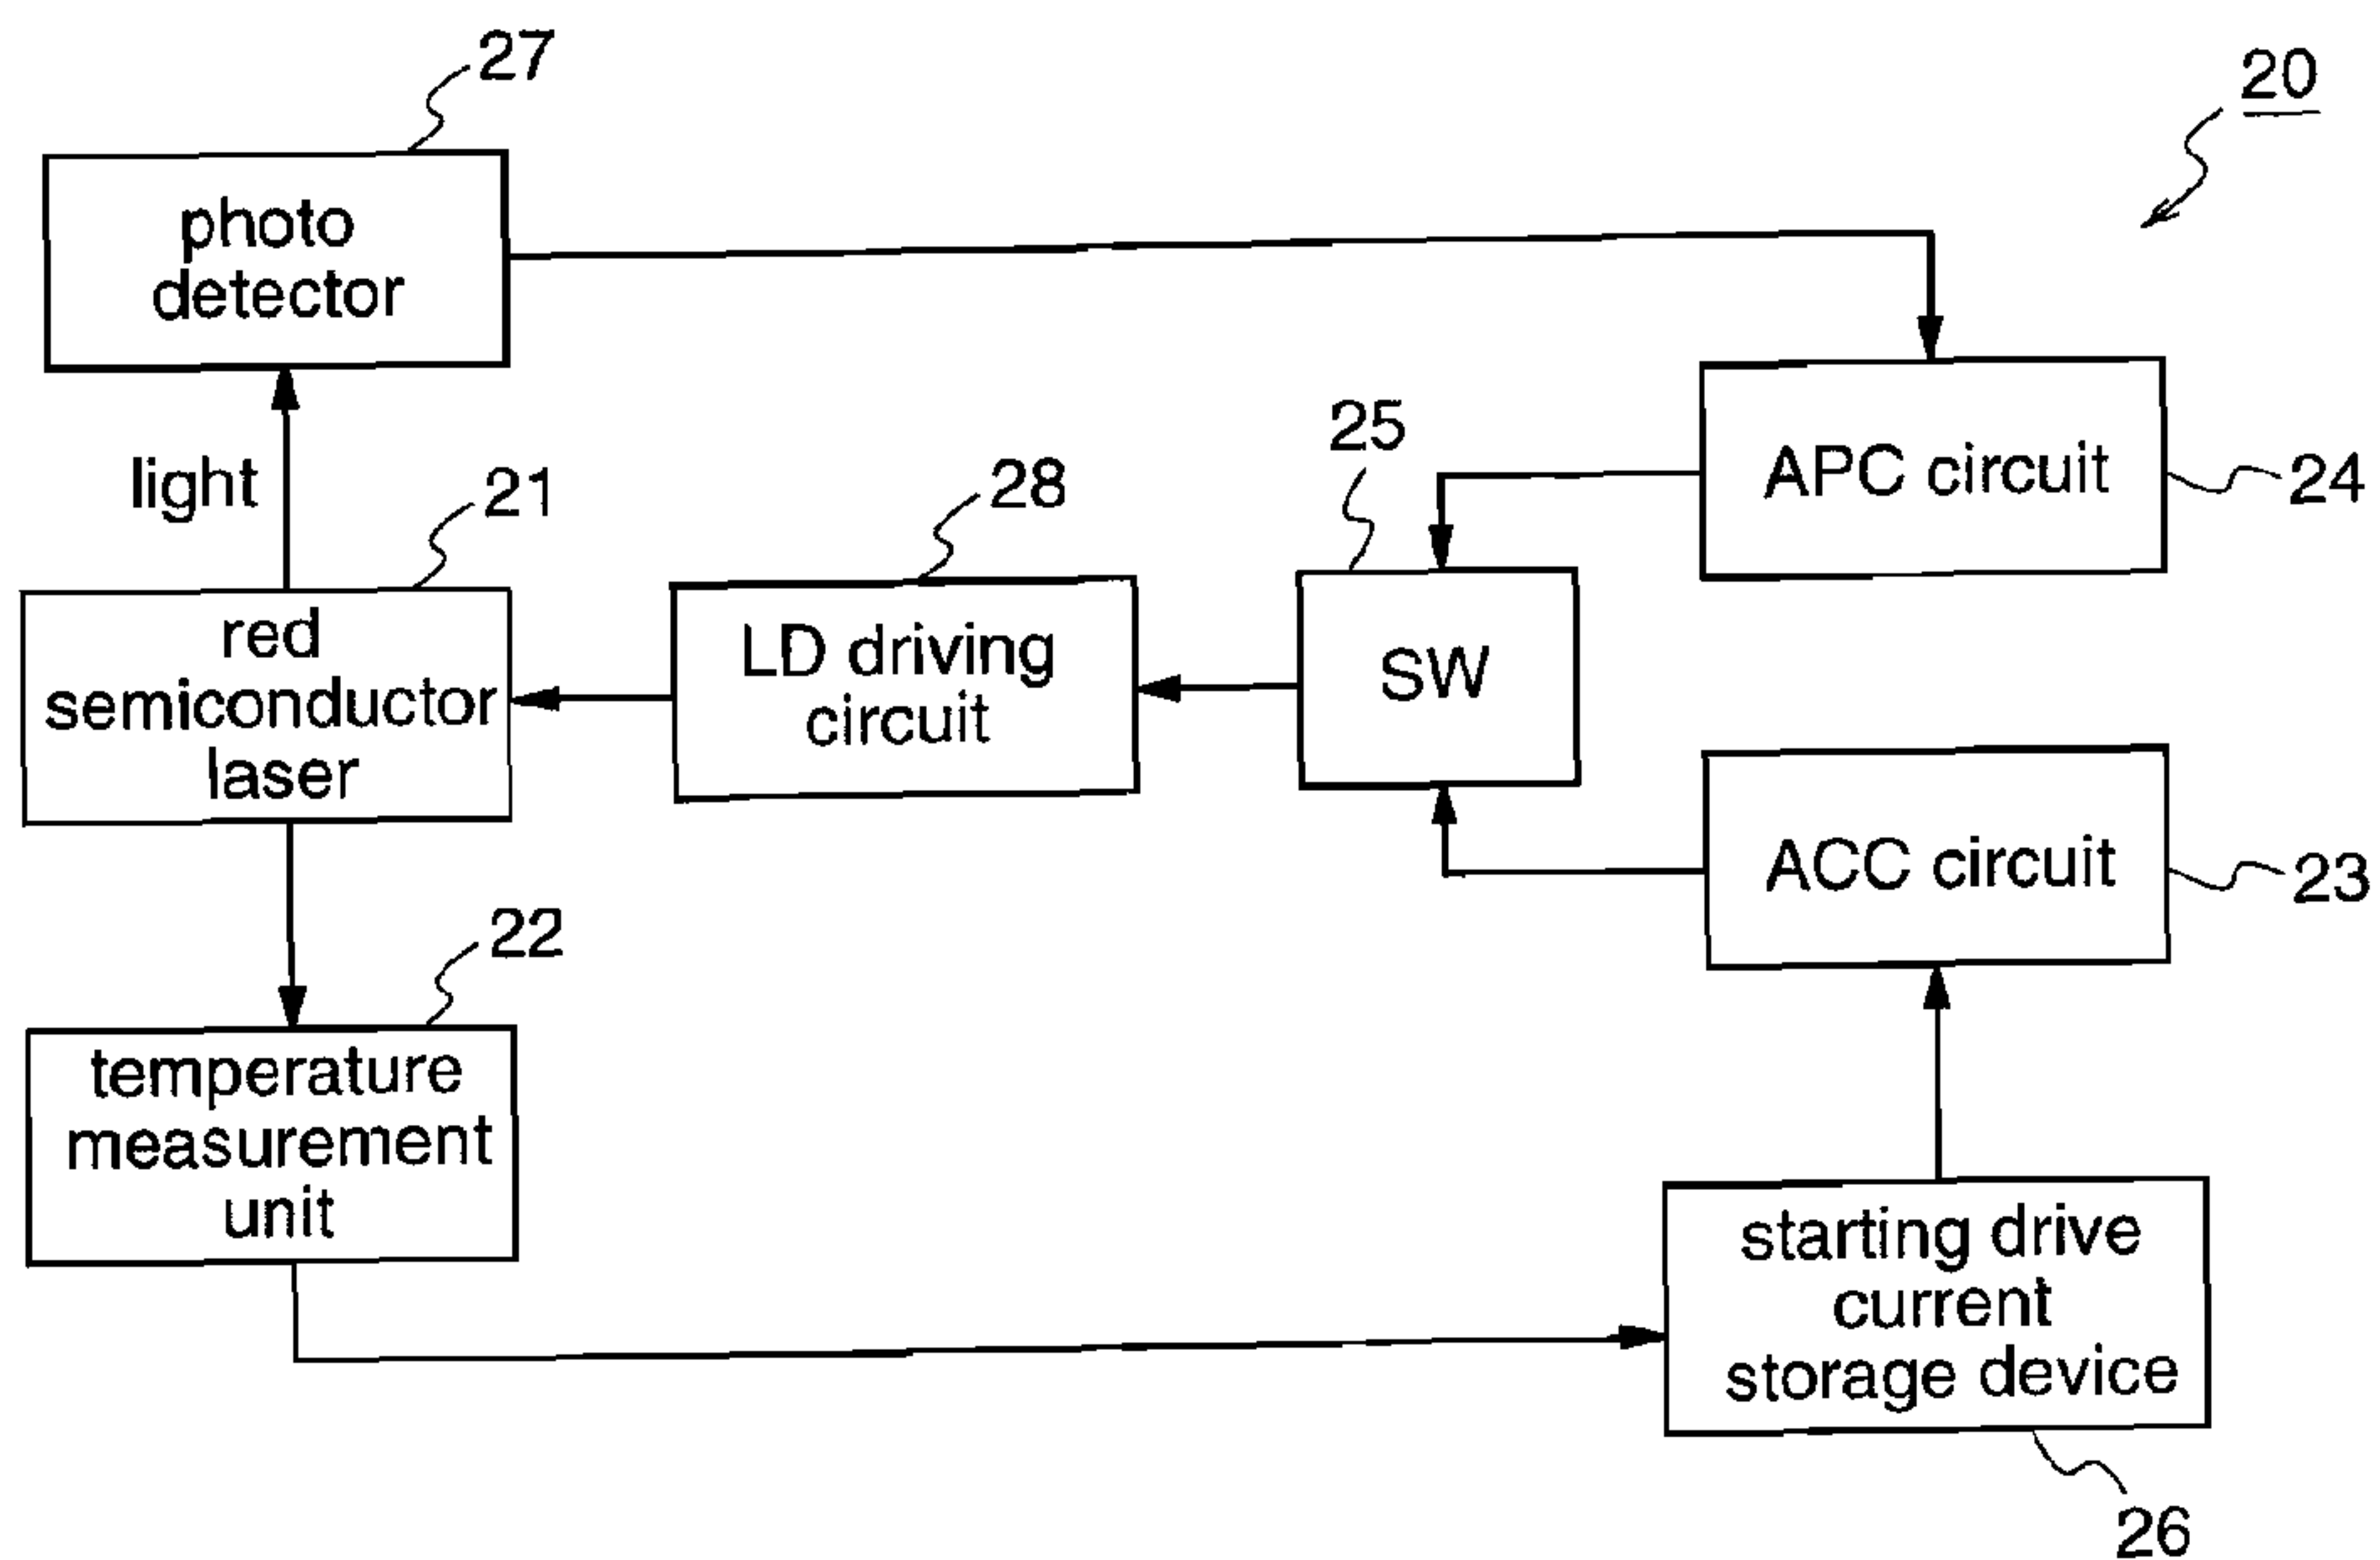 27
20
photo
detector
25
APC circuit
24
light
21
28
red
semiconductor
laser
LD driving
circuit
SW
ACC circuit
23
22
temperature
measurement
unit
starting drive
current
storage device
26